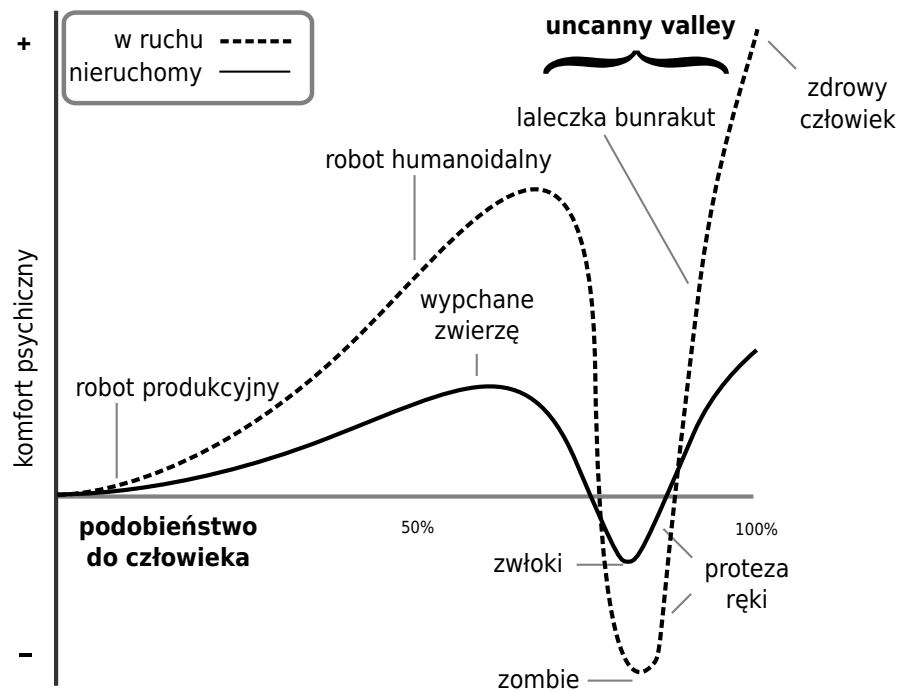 +
w ruchu
nieruchomy
uncanny valley
zdrowy
człowiek
laleczka bunrakut
robot humanoidalny
wypchane
zwierzę
robot produkcyjny
komfort psychiczny
podobieństwo
do człowieka
50%
100%
zwłoki
proteza
ręki
zombie
–